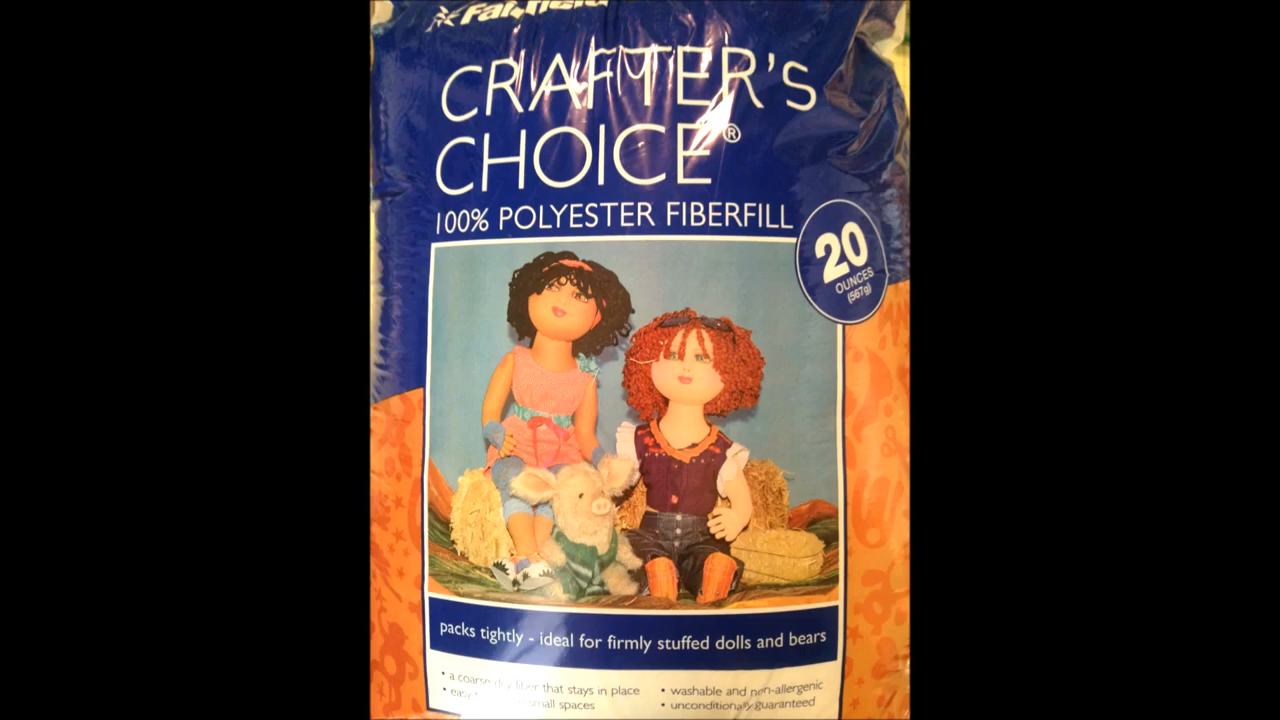 Fairfield
CRAFTER'S
CHOICE®
100% POLYESTER FIBERFILL
20
OUNCES
(567g)
packs tightly - ideal for firmly stuffed dolls and bears
• a coarse dry fiber that stays in place
• easy small spaces
• washable and non-allergenic
• unconditionally guaranteed